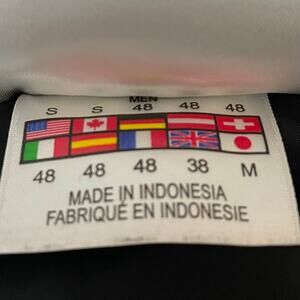 MEN
S S 48 48 48
48 48 48 38 M
MADE IN INDONESIA
FABRIQUÉ EN INDONESIE